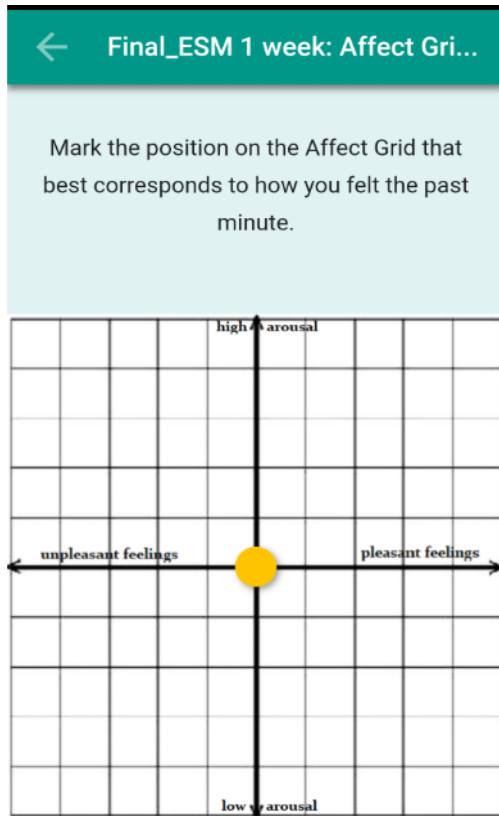 Final_ESM 1 week: Affect Gri...
Mark the position on the Affect Grid that
best corresponds to how you felt the past
minute.
high arousal
unpleasant feelings
pleasant feelings
low arousal